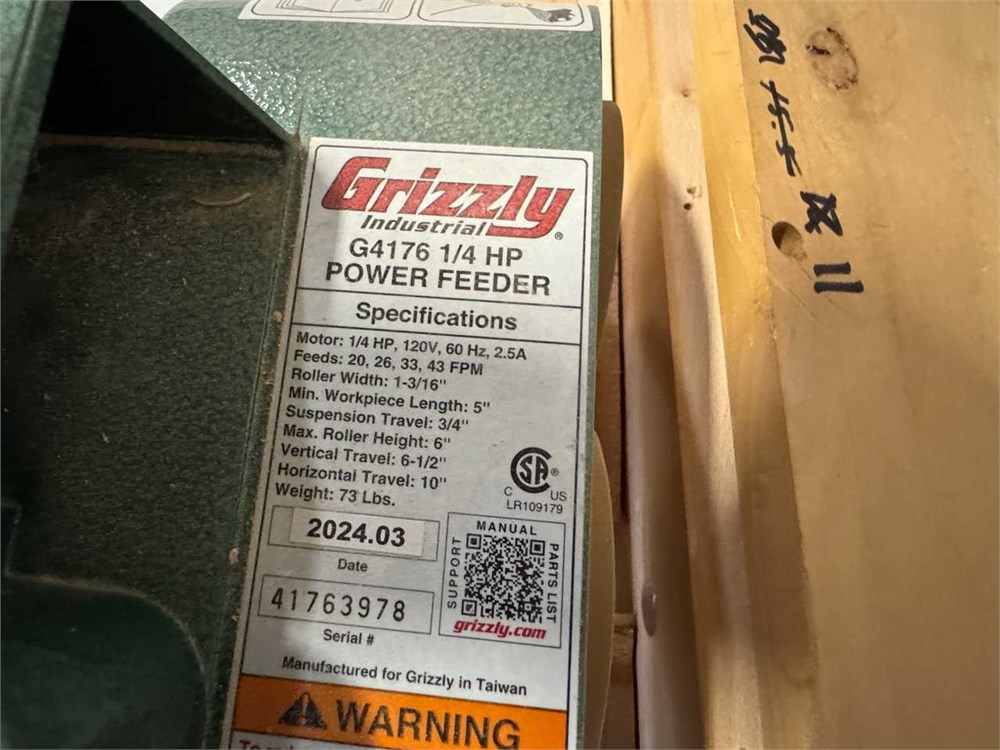 Grizzly
Industrial ®
G4176 1/4 HP
POWER FEEDER
Specifications
Motor: 1/4 HP, 120V, 60 Hz, 2.5A
Feeds: 20, 26, 33, 43 FPM
Roller Width: 1-3/16"
Min. Workpiece Length: 5"
Suspension Travel: 3/4"
Max. Roller Height: 6"
Vertical Travel: 6-1/2"
Horizontal Travel: 10"
Weight: 73 Lbs.
CSA ®
C US
LR109179
2024.03
Date
41763978
Serial #
MANUAL
SUPPORT
PARTS LIST
grizzly.com
Manufactured for Grizzly in Taiwan
WARNING
11